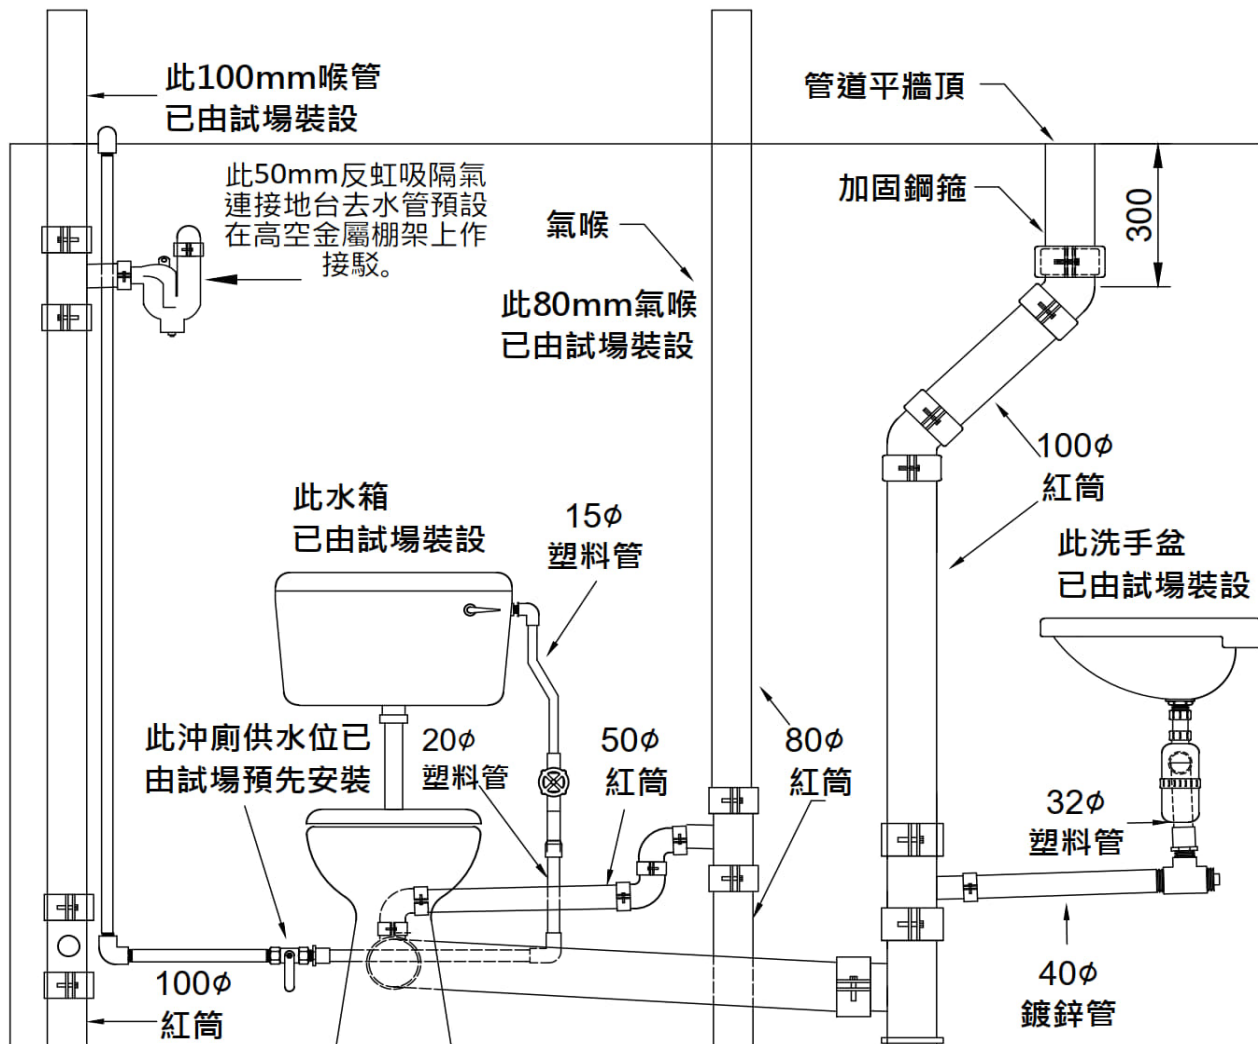 此100mm喉管
已由試場裝設
管道平牆頂
此50mm反虹吸隔氣
連接地台去水管預設
在高空金屬棚架上作
接駁。
加固鋼箍
300
氣喉
此80mm氣喉
已由試場裝設
100φ
紅筒
此水箱
已由試場裝設
15φ
塑料管
此洗手盆
已由試場裝設
此沖廁供水位已
由試場預先安裝
20φ
塑料管
50φ
紅筒
80φ
紅筒
32φ
塑料管
100φ
紅筒
40φ
鍍鋅管